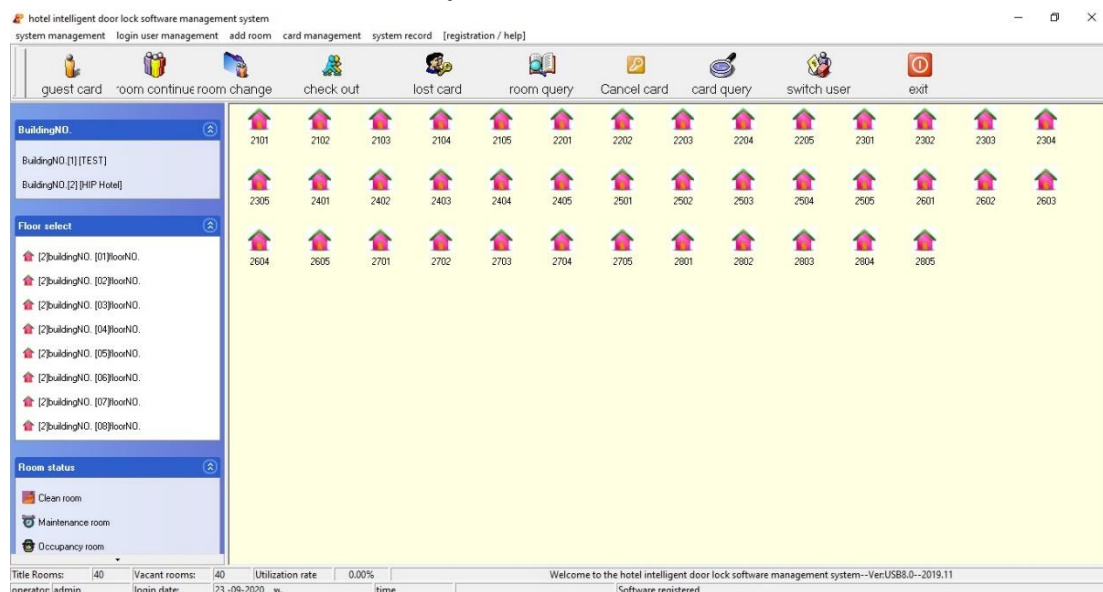 hotel intelligent door lock software management system
system management login user management add room card management system record [registration / help]
guest card room continue room change check out lost card room query Cancel card card query switch user exit
BuildingNO.
BuildingNO.[1] [TEST]
BuildingNO.[2] [HIP Hotel]
Floor select
[2]buildingNO. [01]floorNO.
[2]buildingNO. [02]floorNO.
[2]buildingNO. [03]floorNO.
[2]buildingNO. [04]floorNO.
[2]buildingNO. [05]floorNO.
[2]buildingNO. [06]floorNO.
[2]buildingNO. [07]floorNO.
[2]buildingNO. [08]floorNO.
Room status
Clean room
Maintenance room
Occupancy room
2101 2102 2103 2104 2105 2201 2202 2203 2204 2205 2301 2302 2303 2304
2305 2401 2402 2403 2404 2405 2501 2502 2503 2504 2505 2601 2602 2603
2604 2605 2701 2702 2703 2704 2705 2801 2802 2803 2804 2805
Title Rooms: 40 Vacant rooms: 40 Utilization rate 0.00% Welcome to the hotel intelligent door lock software management system--Ver:USB8.0--2019.11
operator: admin login date: 23 -09-2020 time Software registered